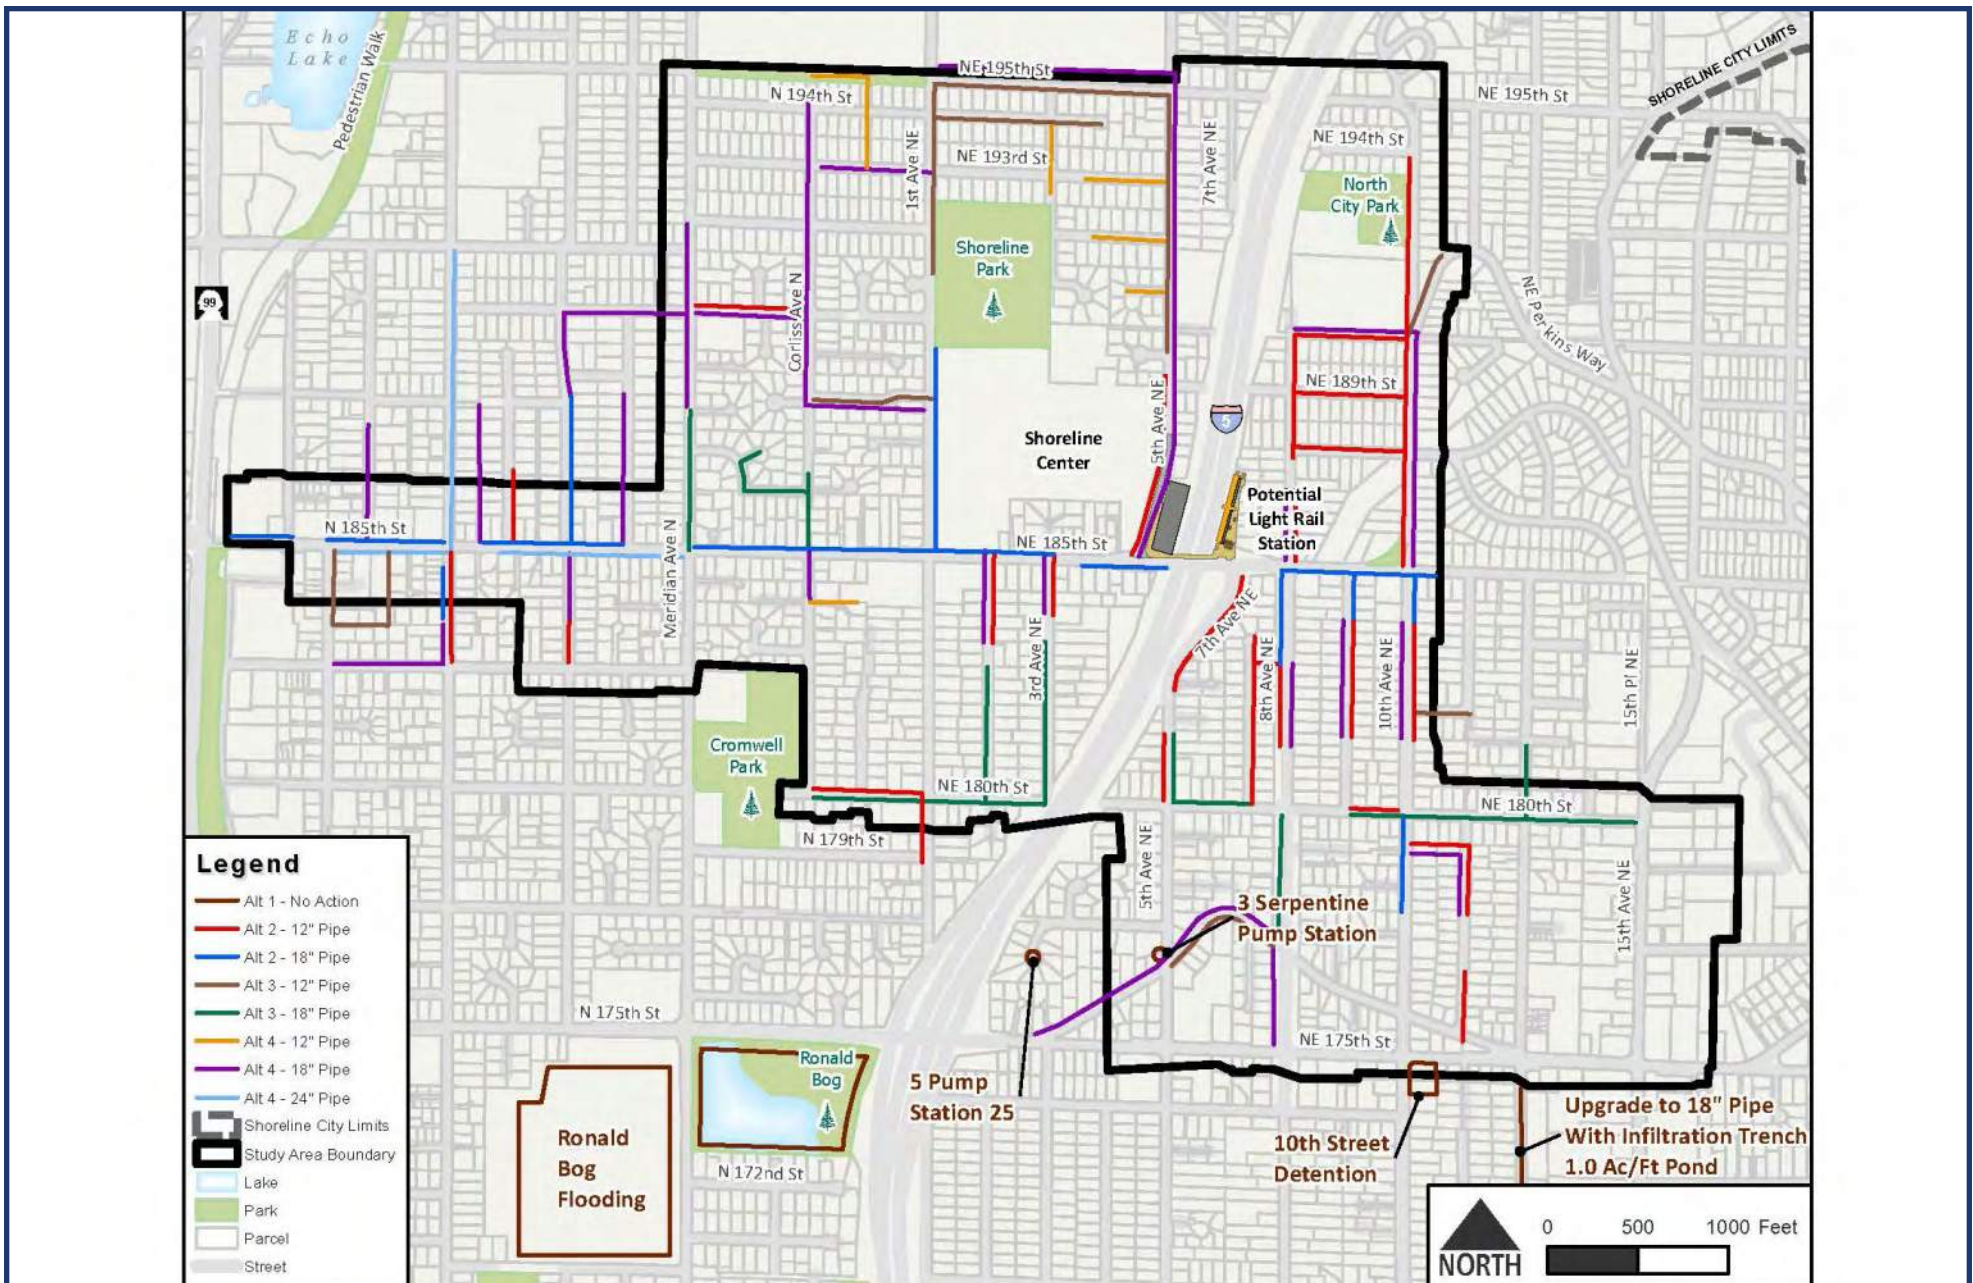 Echo
Lake
Pedestrian Walk
NE 195th St
NE 195th St
SHORELINE CITY LIMITS
N 194th St
NE 194th St
1st Ave NE
NE 193rd St
7th Ave NE
North
City Park
Shoreline
Park
99
Corliss Ave N
NE Perkins Way
NE 189th St
5th Ave NE
5
Shoreline
Center
Potential
Light Rail
Station
N 185th St
NE 185th St
Meridian Ave N
7th Ave NE
3rd Ave NE
8th Ave NE
10th Ave NE
15th Pl NE
Cromwell
Park
NE 180th St
NE 180th St
N 179th St
5th Ave NE
15th Ave NE
3 Serpentine
Pump Station
N 175th St
NE 175th St
Ronald
Bog
5 Pump
Station 25
Ronald
Bog
Flooding
N 172nd St
10th Street
Detention
Upgrade to 18" Pipe
With Infiltration Trench
1.0 Ac/Ft Pond
Legend
Alt 1 - No Action
Alt 2 - 12" Pipe
Alt 2 - 18" Pipe
Alt 3 - 12" Pipe
Alt 3 - 18" Pipe
Alt 4 - 12" Pipe
Alt 4 - 18" Pipe
Alt 4 - 24" Pipe
Shoreline City Limits
Study Area Boundary
Lake
Park
Parcel
Street
NORTH
0 500 1000 Feet